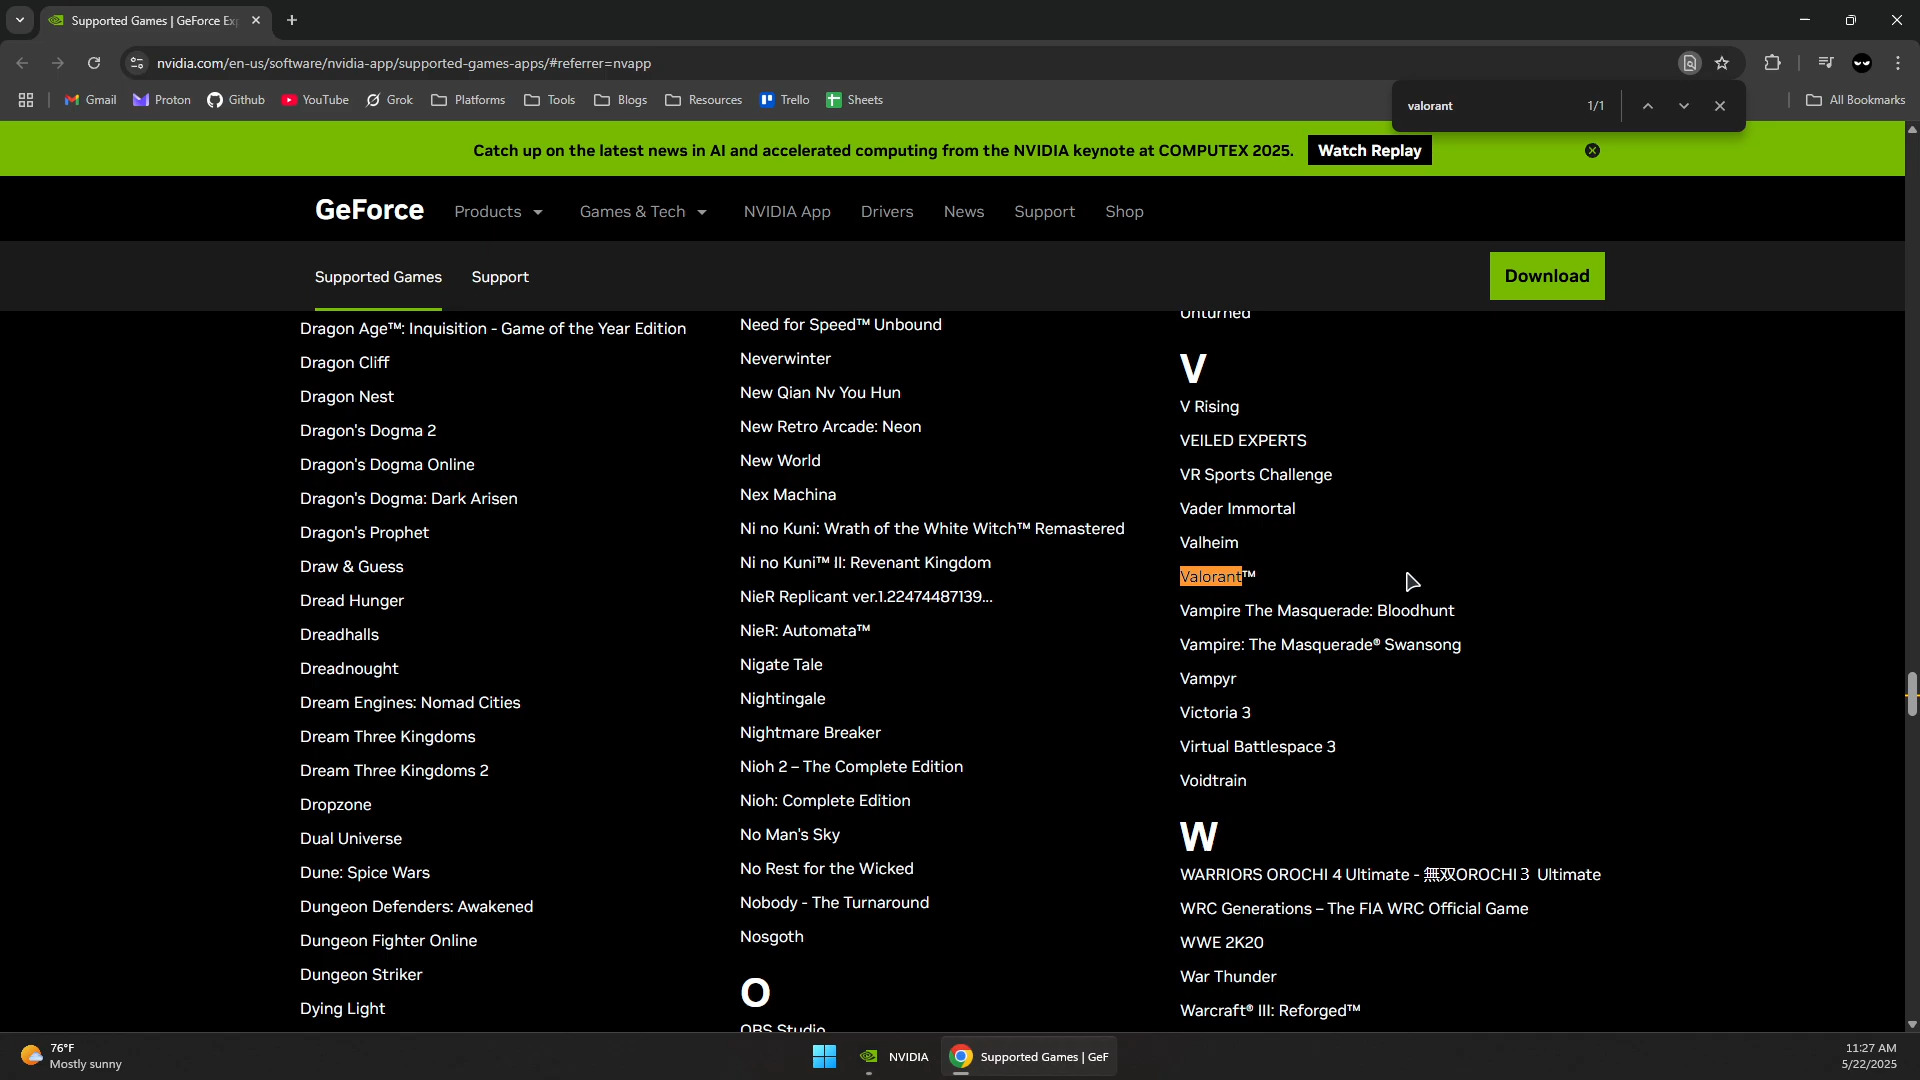 Supported Games | GeForce Ex
nvidia.com/en-us/software/nvidia-app/supported-games-apps/#referrer=nvapp
Gmail
Proton
Github
YouTube
Grok
Platforms
Tools
Blogs
Resources
Trello
Sheets
All Bookmarks
valorant
1/1
Catch up on the latest news in AI and accelerated computing from the NVIDIA keynote at COMPUTEX 2025.
Watch Replay
GeForce
Products
Games & Tech
NVIDIA App
Drivers
News
Support
Shop
Supported Games
Support
Download
Dragon Age™: Inquisition - Game of the Year Edition
Dragon Cliff
Dragon Nest
Dragon's Dogma 2
Dragon's Dogma Online
Dragon's Dogma: Dark Arisen
Dragon's Prophet
Draw & Guess
Dread Hunger
Dreadhalls
Dreadnought
Dream Engines: Nomad Cities
Dream Three Kingdoms
Dream Three Kingdoms 2
Dropzone
Dual Universe
Dune: Spice Wars
Dungeon Defenders: Awakened
Dungeon Fighter Online
Dungeon Striker
Dying Light
Need for Speed™ Unbound
Neverwinter
New Qian Nv You Hun
New Retro Arcade: Neon
New World
Nex Machina
Ni no Kuni: Wrath of the White Witch™ Remastered
Ni no Kuni™ II: Revenant Kingdom
NieR Replicant ver.1.22474487139...
NieR: Automata™
Nigate Tale
Nightingale
Nightmare Breaker
Nioh 2 – The Complete Edition
Nioh: Complete Edition
No Man's Sky
No Rest for the Wicked
Nobody - The Turnaround
Nosgoth
O
OBS Studio
Unturned
V
V Rising
VEILED EXPERTS
VR Sports Challenge
Vader Immortal
Valheim
Valorant™
Vampire The Masquerade: Bloodhunt
Vampire: The Masquerade® Swansong
Vampyr
Victoria 3
Virtual Battlespace 3
Voidtrain
W
WARRIORS OROCHI 4 Ultimate - 無双OROCHI３ Ultimate
WRC Generations – The FIA WRC Official Game
WWE 2K20
War Thunder
Warcraft® III: Reforged™
76°F
Mostly sunny
NVIDIA
Supported Games | GeF
11:27 AM
5/22/2025